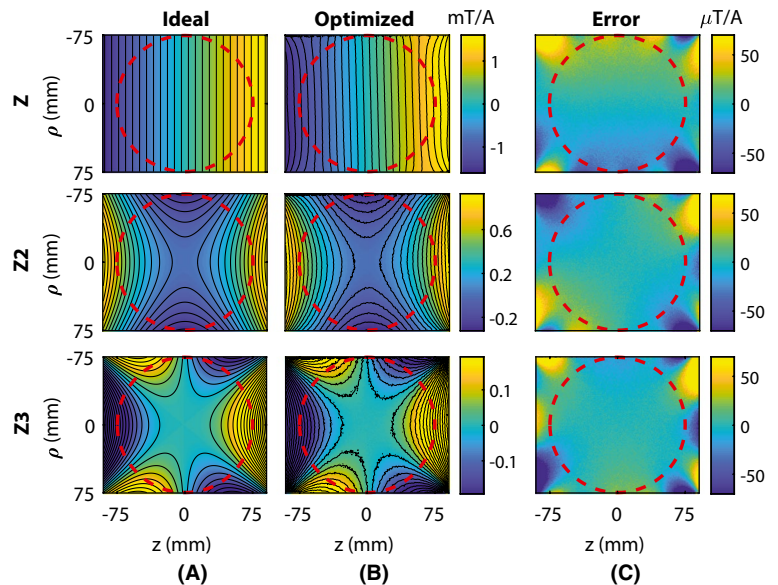 Ideal Optimized mT/A Error μT/A
Z
ρ (mm)
-75
0
75
1
0
-1
50
0
-50
Z2
ρ (mm)
-75
0
75
0.6
0.2
-0.2
50
0
-50
Z3
ρ (mm)
-75
0
75
0.1
0
-0.1
50
0
-50
-75 0 75 -75 0 75 -75 0 75
z (mm) z (mm) z (mm)
(A) (B) (C)